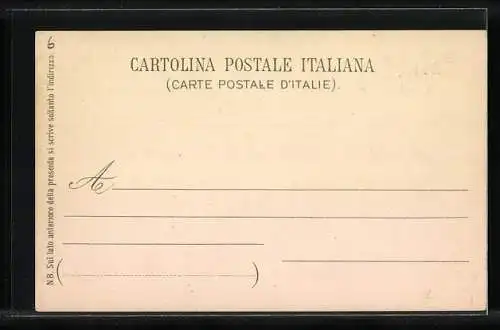 CARTOLINA POSTALE ITALIANA
(CARTE POSTALE D'ITALIE).
A
( )
N.B. Sul lato anteriore della presente si scrive soltanto l'indirizzo.